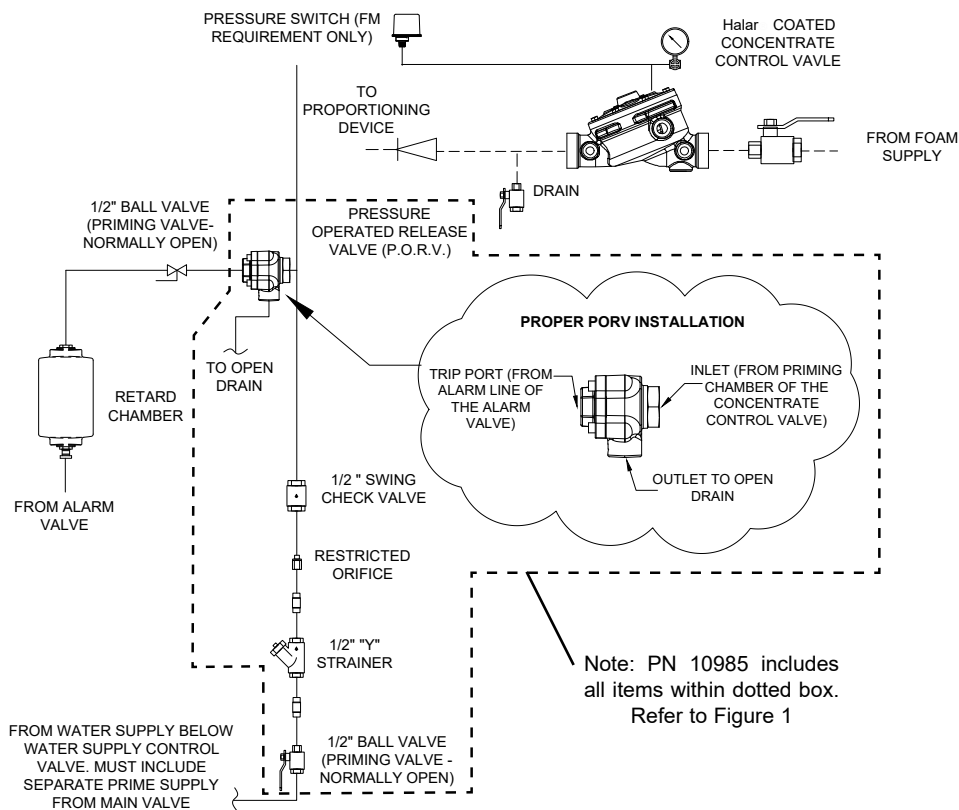 PRESSURE SWITCH (FM
REQUIREMENT ONLY)
Halar COATED
CONCENTRATE
CONTROL VAVLE
TO
PROPORTIONING
DEVICE
FROM FOAM
SUPPLY
DRAIN
1/2" BALL VALVE
(PRIMING VALVE-
NORMALLY OPEN)
PRESSURE
OPERATED RELEASE
VALVE (P.O.R.V.)
TO OPEN
DRAIN
RETARD
CHAMBER
FROM ALARM
VALVE
PROPER PORV INSTALLATION
TRIP PORT (FROM
ALARM LINE OF
THE ALARM
VALVE)
INLET (FROM PRIMING
CHAMBER OF THE
CONCENTRATE
CONTROL VALVE)
OUTLET TO OPEN
DRAIN
1/2 " SWING
CHECK VALVE
RESTRICTED
ORIFICE
1/2" "Y"
STRAINER
Note: PN 10985 includes
all items within dotted box.
Refer to Figure 1
FROM WATER SUPPLY BELOW
WATER SUPPLY CONTROL
VALVE. MUST INCLUDE
SEPARATE PRIME SUPPLY
FROM MAIN VALVE
1/2" BALL VALVE
(PRIMING VALVE -
NORMALLY OPEN)